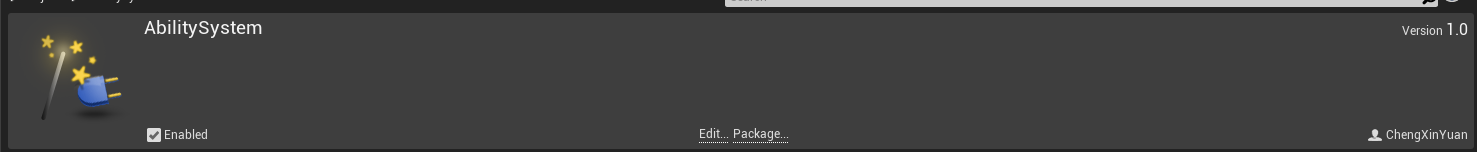 AbilitySystem
Version 1.0
Enabled
Edit... Package...
ChengXinYuan